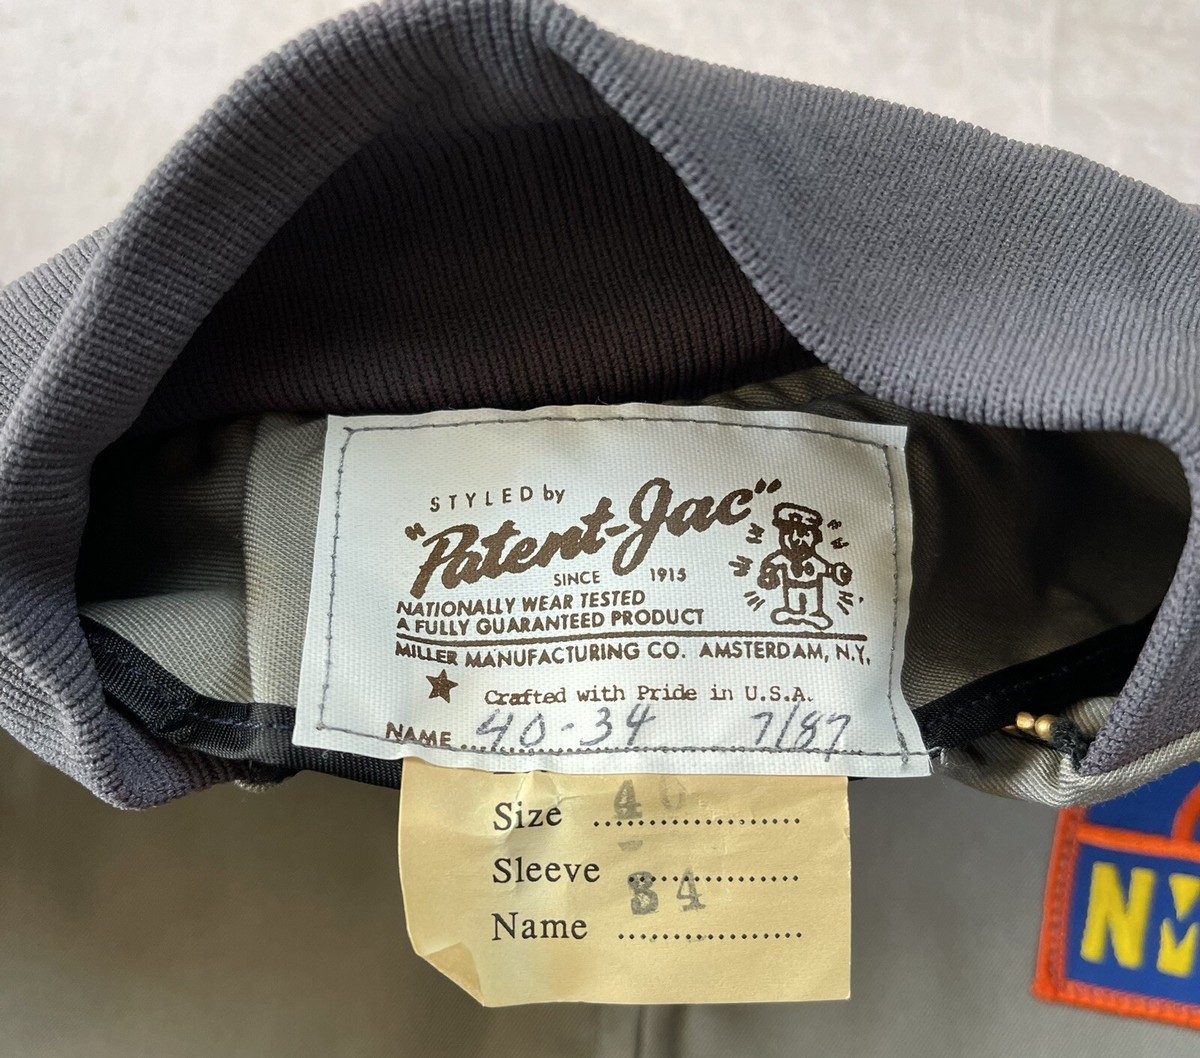 STYLED by
"Patent-Jac"
SINCE 1915
NATIONALLY WEAR TESTED
A FULLY GUARANTEED PRODUCT
MILLER MANUFACTURING CO. AMSTERDAM, N.Y.
Crafted with Pride in U.S.A.
NAME 40-34 7/87
Size 40
Sleeve
34
Name